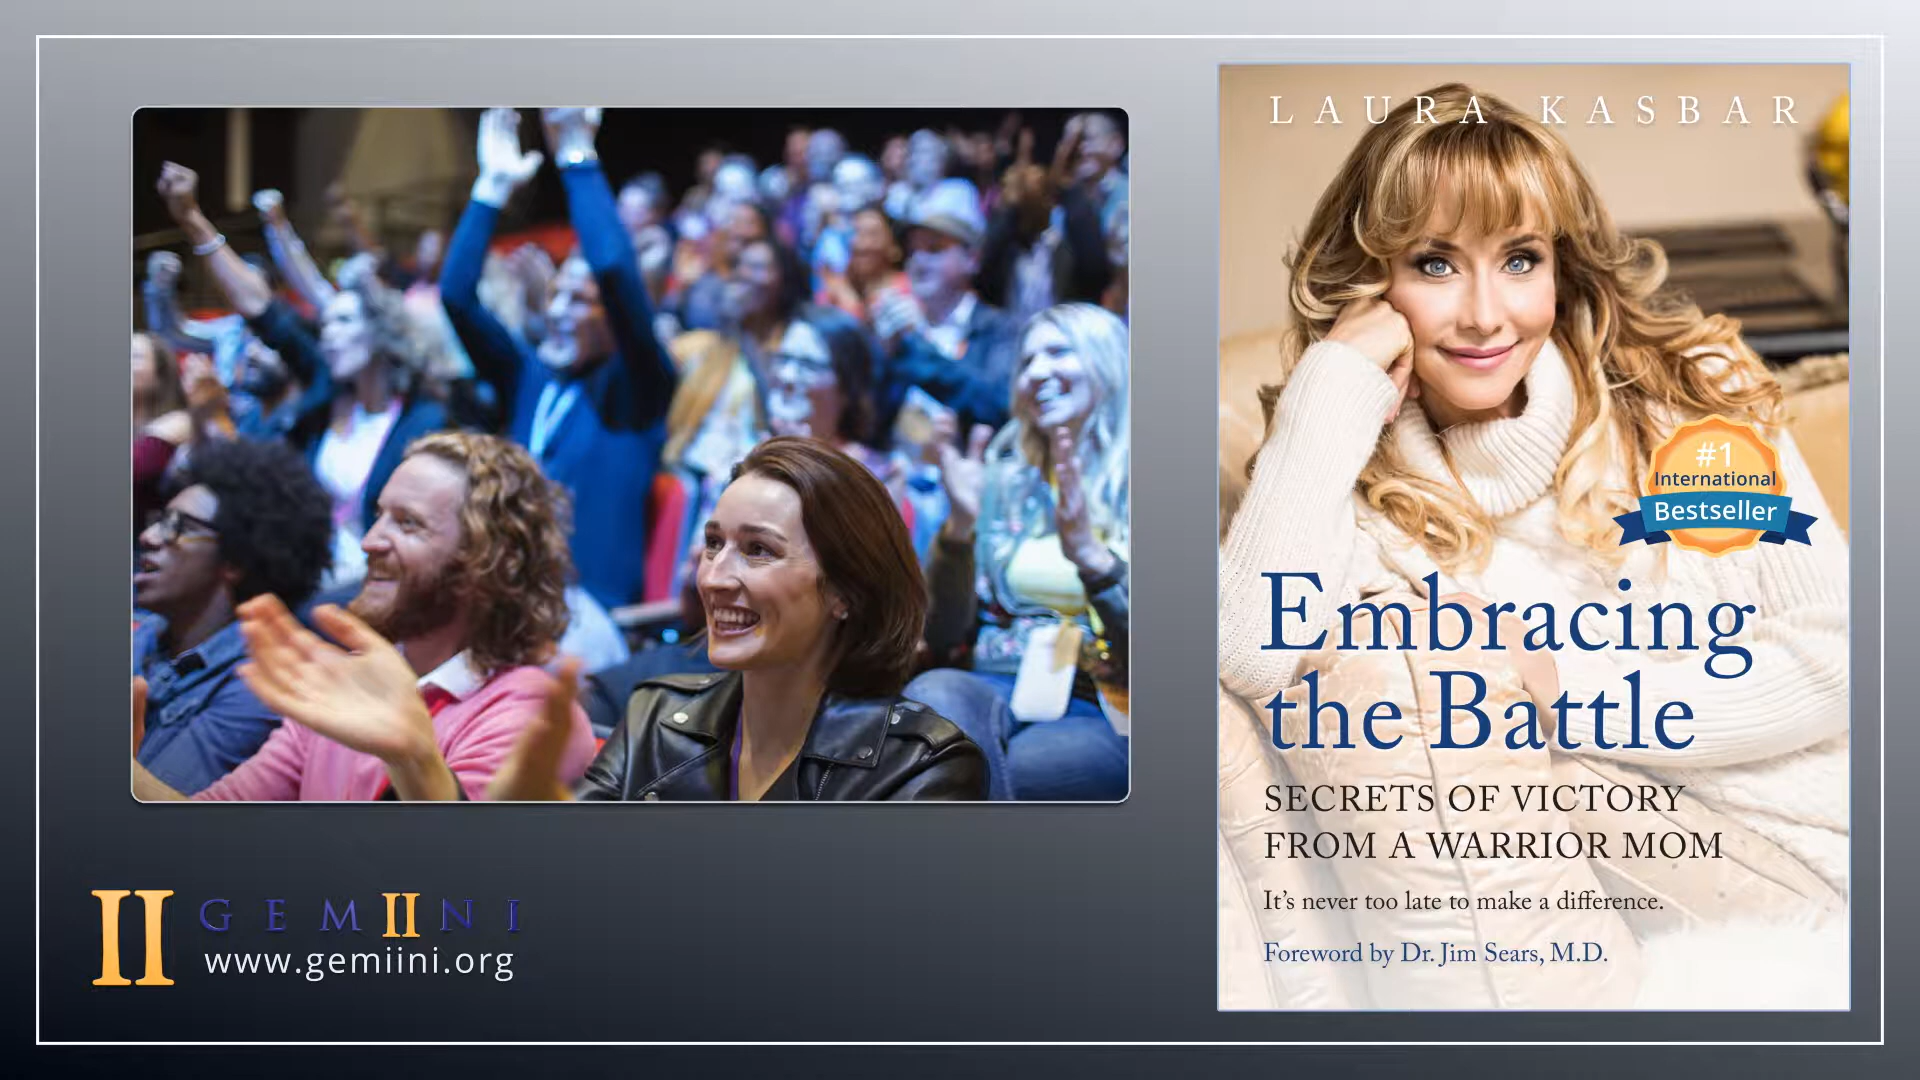 LAURA KASBAR
#1
International
Bestseller
Embracing
the Battle
SECRETS OF VICTORY
FROM A WARRIOR MOM
It's never too late to make a difference.
Foreword by Dr. Jim Sears, M.D.
II GEMIINI
www.gemiini.org